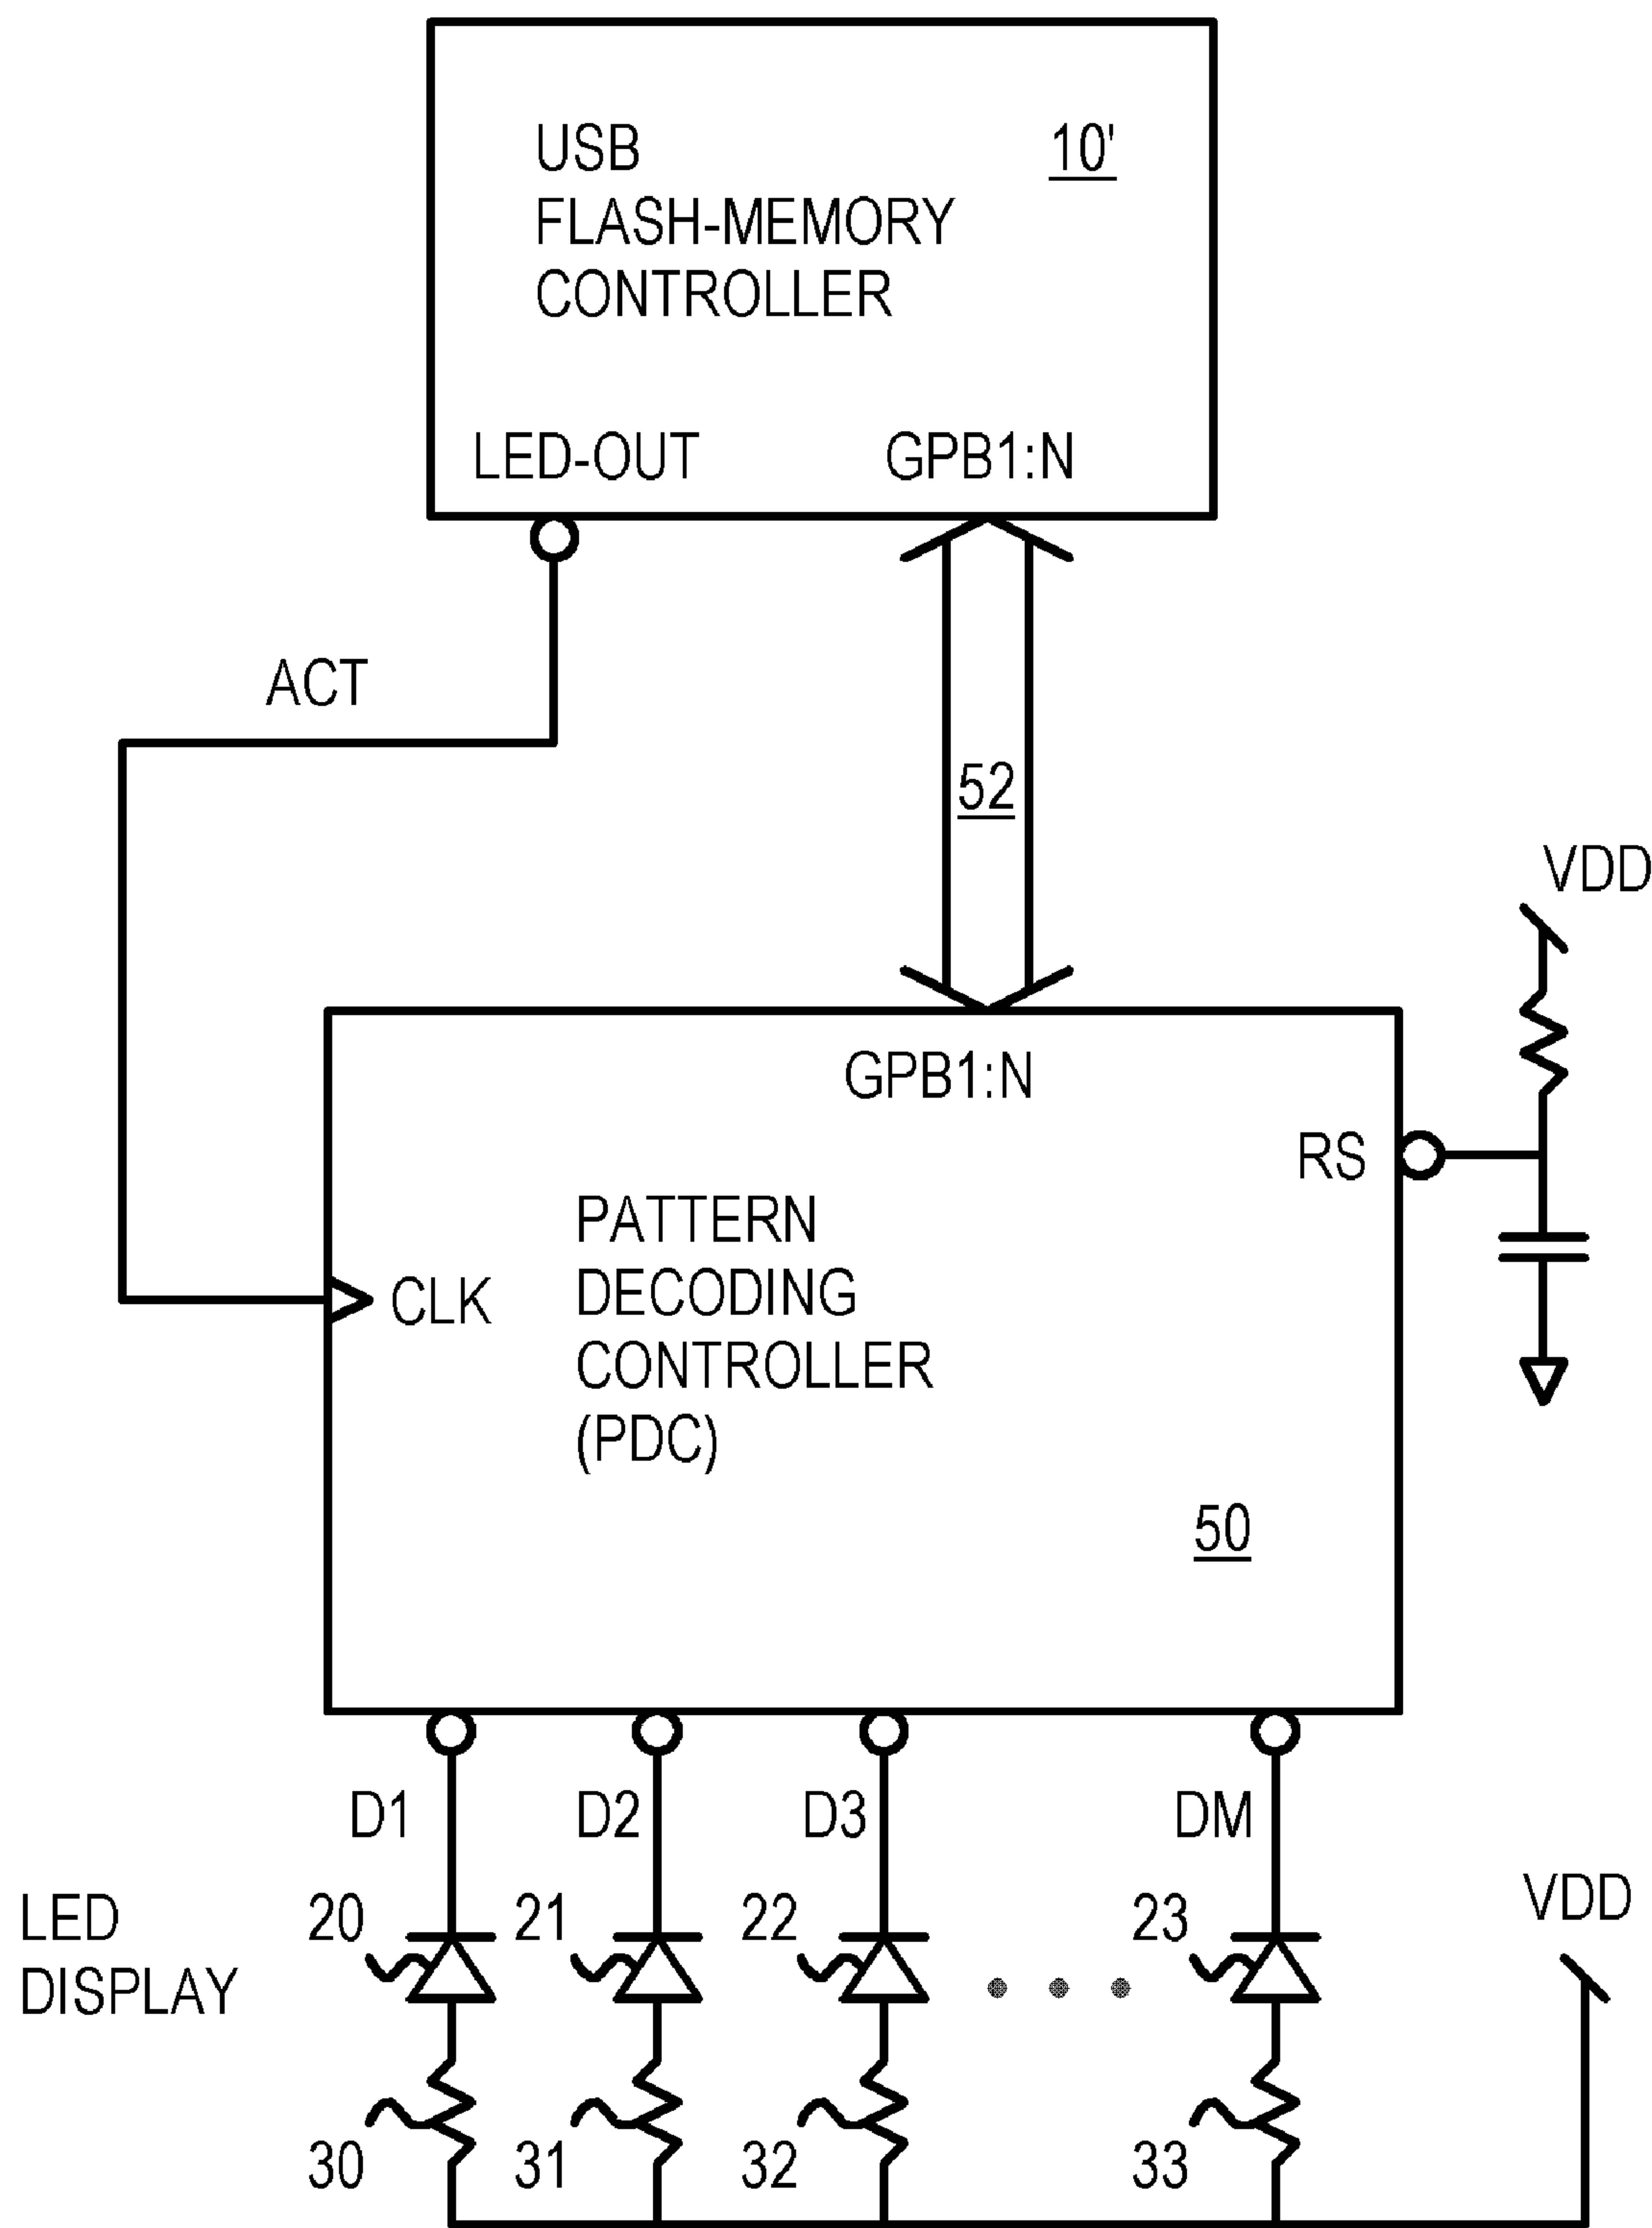 USB
FLASH-MEMORY
CONTROLLER
10'
LED-OUT
GPB1:N
ACT
52
VDD
GPB1:N
RS
PATTERN
DECODING
CONTROLLER
(PDC)
CLK
50
D1
D2
D3
DM
LED
DISPLAY
20
21
22
23
VDD
30
31
32
33